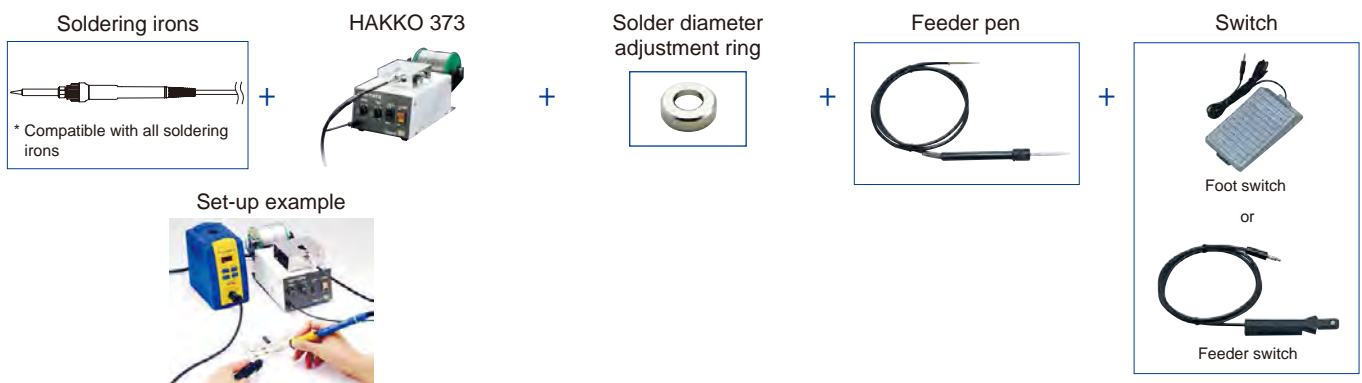 Soldering irons
* Compatible with all soldering
irons
+
HAKKO 373
+
Solder diameter
adjustment ring
+
Feeder pen
+
Switch
Foot switch
or
Feeder switch
Set-up example